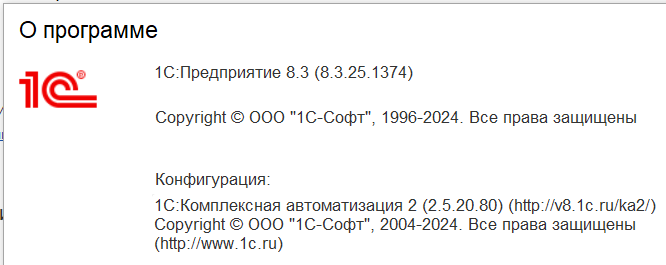 О программе
1С®
1С:Предприятие 8.3 (8.3.25.1374)
Copyright © ООО "1С-Софт", 1996-2024. Все права защищены
Конфигурация:
1С:Комплексная автоматизация 2 (2.5.20.80) (http://v8.1c.ru/ka2/)
Copyright © ООО "1С-Софт", 2004-2024. Все права защищены
(http://www.1c.ru)